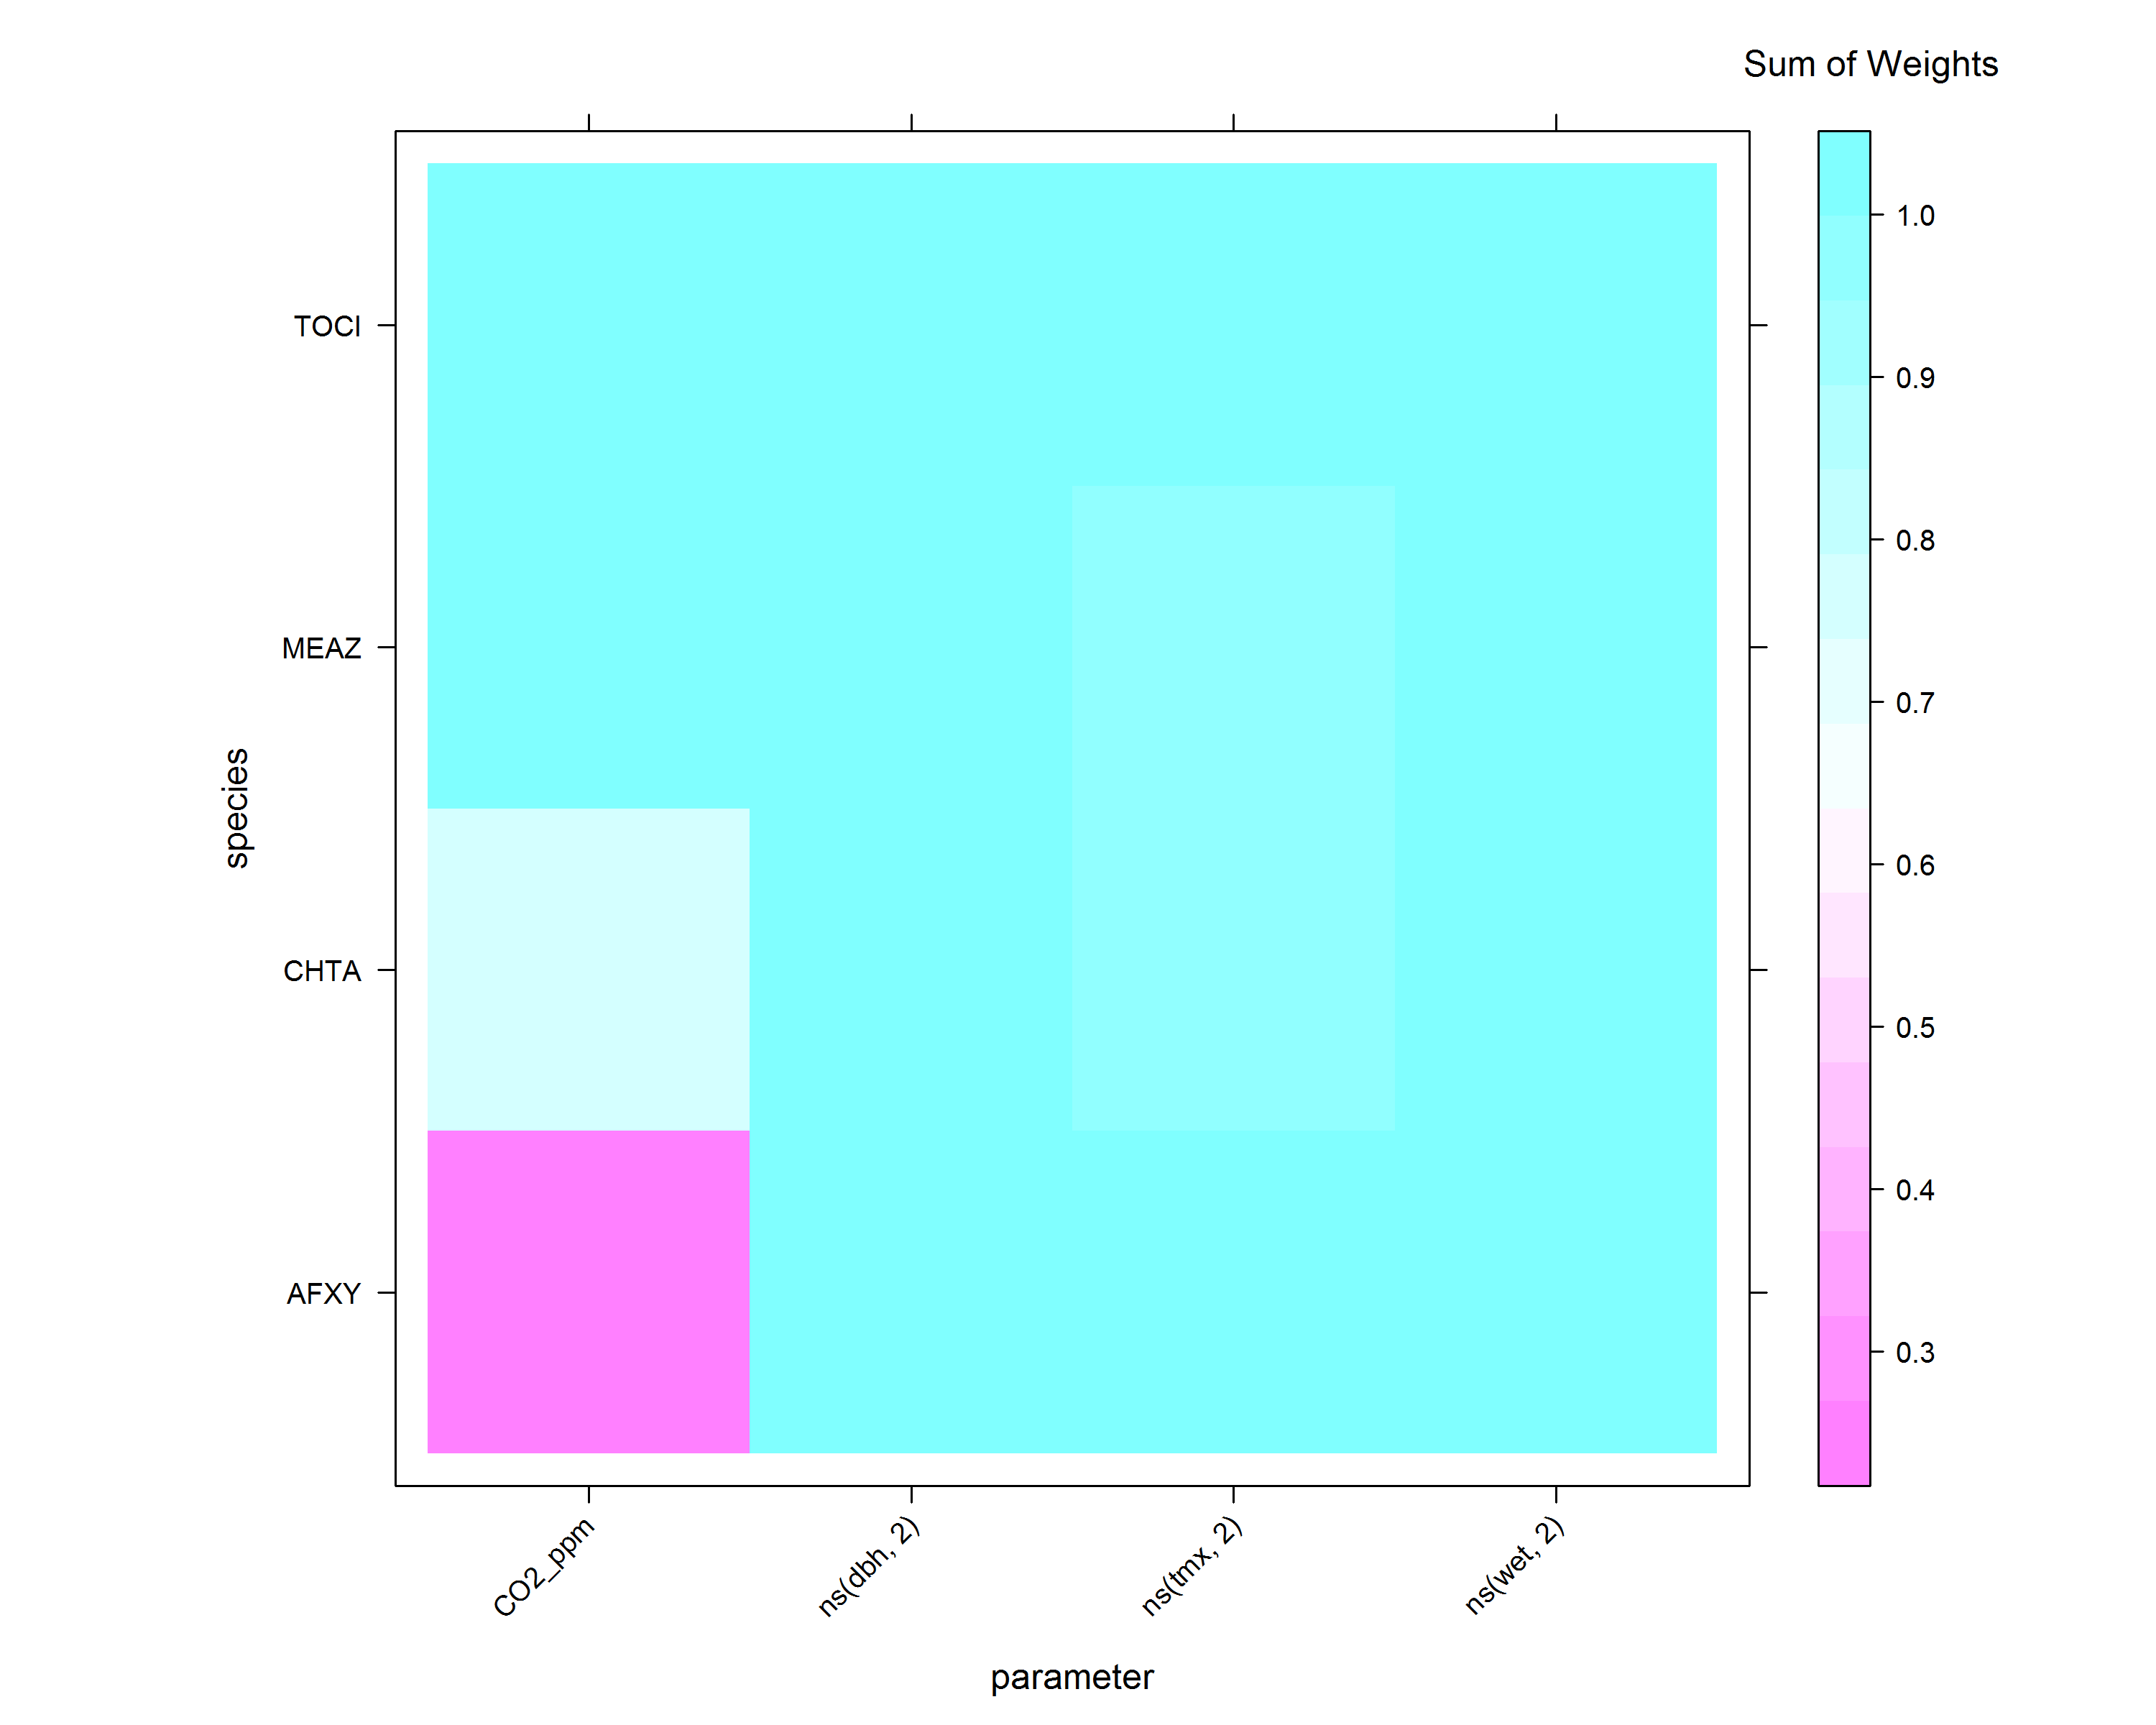 Sum of Weights
1.0
0.9
0.8
0.7
0.6
0.5
0.4
0.3
species
TOCI
MEAZ
CHTA
AFXY
CO2_ppm
ns(dbh, 2)
ns(tmx, 2)
ns(wet, 2)
parameter